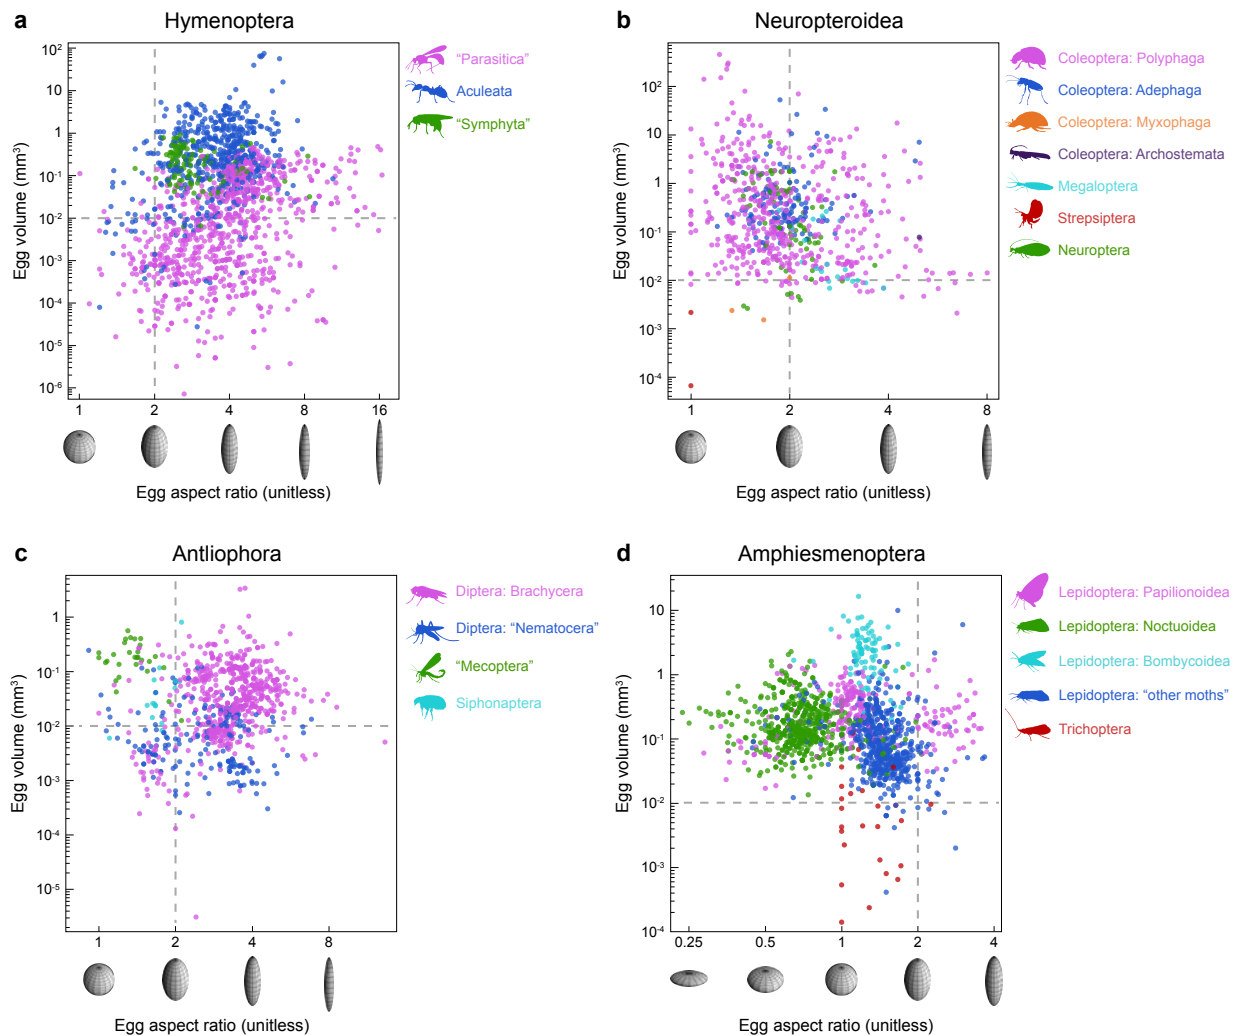 a
Hymenoptera
10²
10
1
10⁻¹
10⁻²
10⁻³
10⁻⁴
10⁻⁵
10⁻⁶
Egg volume (mm³)
1 2 4 8 16
Egg aspect ratio (unitless)
“Parasitica”
Aculeata
“Symphyta”
b
Neuropteroidea
10²
10
1
10⁻¹
10⁻²
10⁻³
10⁻⁴
Egg volume (mm³)
1 2 4 8
Egg aspect ratio (unitless)
Coleoptera: Polyphaga
Coleoptera: Adephaga
Coleoptera: Myxophaga
Coleoptera: Archostemata
Megaloptera
Strepsiptera
Neuroptera
c
Antliophora
1
10⁻¹
10⁻²
10⁻³
10⁻⁴
10⁻⁵
Egg volume (mm³)
1 2 4 8
Egg aspect ratio (unitless)
Diptera: Brachycera
Diptera: “Nematocera”
“Mecoptera”
Siphonaptera
d
Amphiesmenoptera
10
1
10⁻¹
10⁻²
10⁻³
10⁻⁴
Egg volume (mm³)
0.25 0.5 1 2 4
Egg aspect ratio (unitless)
Lepidoptera: Papilionoidea
Lepidoptera: Noctuoidea
Lepidoptera: Bombycoidea
Lepidoptera: “other moths”
Trichoptera